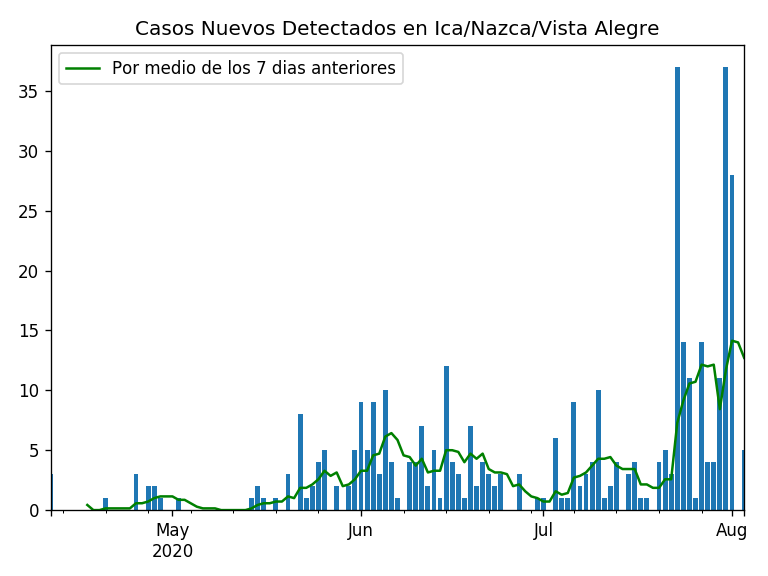 Casos Nuevos Detectados en Ica/Nazca/Vista Alegre
Por medio de los 7 dias anteriores
35
30
25
20
15
10
5
0
May
2020
Jun
Jul
Aug